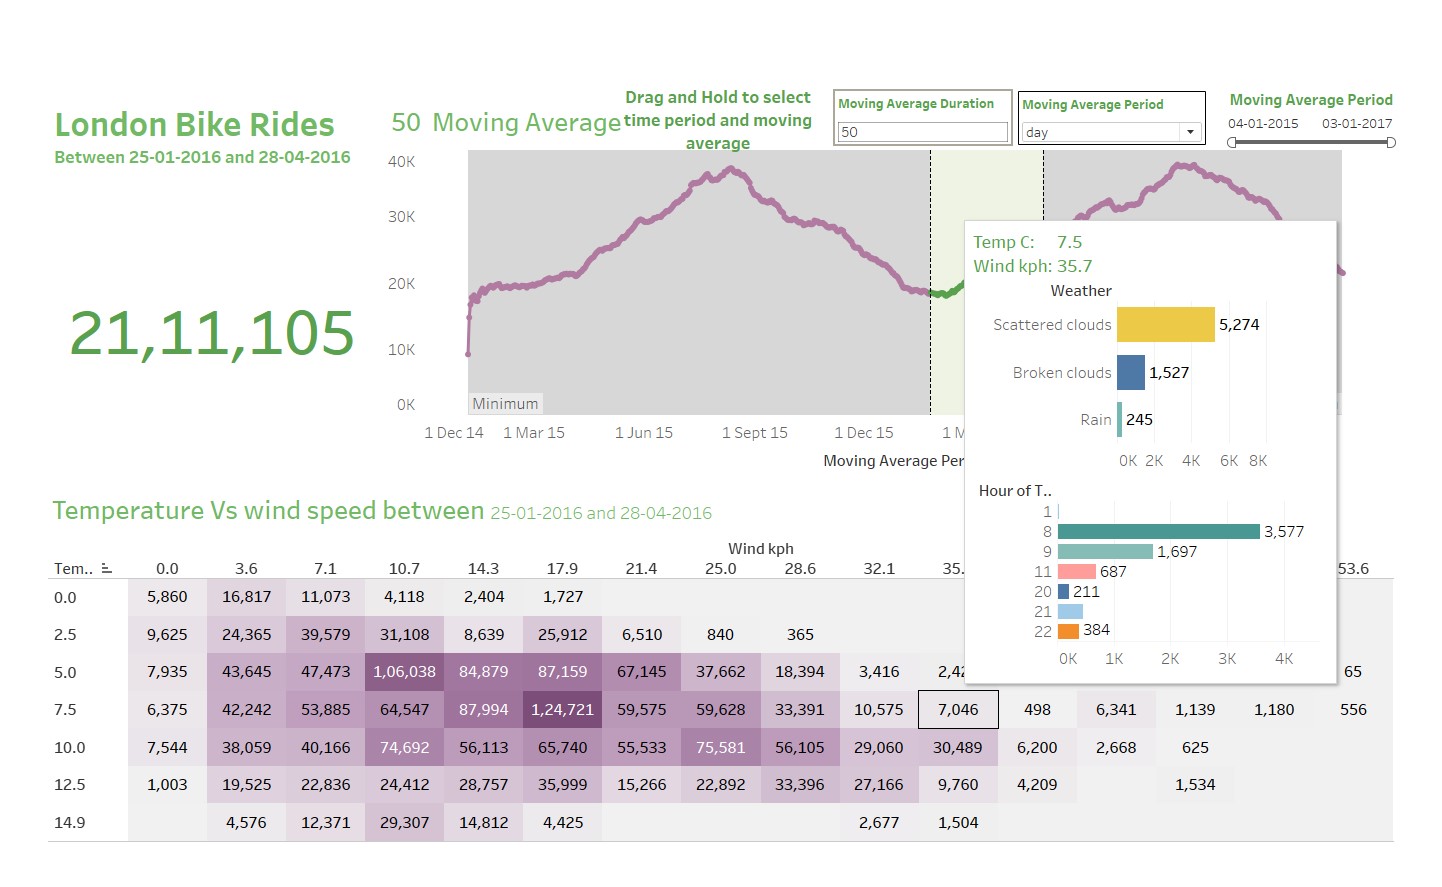 London Bike Rides
Between 25-01-2016 and 28-04-2016
21,11,105
50 Moving Average
Drag and Hold to select
time period and moving
average
Moving Average Duration
50
Moving Average Period
day
Moving Average Period
04-01-2015 03-01-2017
40K
30K
20K
10K
0K
Minimum
1 Dec 14 1 Mar 15 1 Jun 15 1 Sept 15 1 Dec 15 1 M
Moving Average Per
Temp C: 7.5
Wind kph: 35.7
Weather
Scattered clouds 5,274
Broken clouds 1,527
Rain 245
0K 2K 4K 6K 8K
Hour of T..
1
8 3,577
9 1,697
11 687
20 211
21
22 384
0K 1K 2K 3K 4K
Temperature Vs wind speed between 25-01-2016 and 28-04-2016
Wind kph
Tem.. 0.0 3.6 7.1 10.7 14.3 17.9 21.4 25.0 28.6 32.1 35. 53.6
0.0 5,860 16,817 11,073 4,118 2,404 1,727
2.5 9,625 24,365 39,579 31,108 8,639 25,912 6,510 840 365
5.0 7,935 43,645 47,473 1,06,038 84,879 87,159 67,145 37,662 18,394 3,416 2,42 65
7.5 6,375 42,242 53,885 64,547 87,994 1,24,721 59,575 59,628 33,391 10,575 7,046 498 6,341 1,139 1,180 556
10.0 7,544 38,059 40,166 74,692 56,113 65,740 55,533 75,581 56,105 29,060 30,489 6,200 2,668 625
12.5 1,003 19,525 22,836 24,412 28,757 35,999 15,266 22,892 33,396 27,166 9,760 4,209 1,534
14.9 4,576 12,371 29,307 14,812 4,425 2,677 1,504